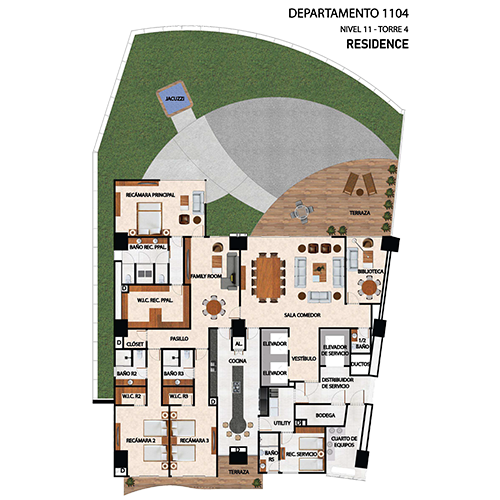 DEPARTAMENTO 1104
NIVEL 11 - TORRE 4
RESIDENCE
JACUZZI
RECÁMARA PRINCIPAL
TERRAZA
BAÑO REC. PPAL.
FAMILY ROOM
BIBLIOTECA
W.I.C. REC. PPAL.
SALA COMEDOR
PASILLO
D
CLÓSET
AL.
ELEVADOR
ELEVADOR
DE SERVICIO
1/2
BAÑO
COCINA
VESTÍBULO
DUCTOS
BAÑO R2
BAÑO R3
ELEVADOR
DISTRIBUIDOR
DE SERVICIO
W.I.C. R2
W.I.C. R3
BODEGA
UTILITY
RECÁMARA 2
RECÁMARA 3
CUARTO DE
EQUIPOS
BAÑO
RS
REC. SERVICIO
TERRAZA
D